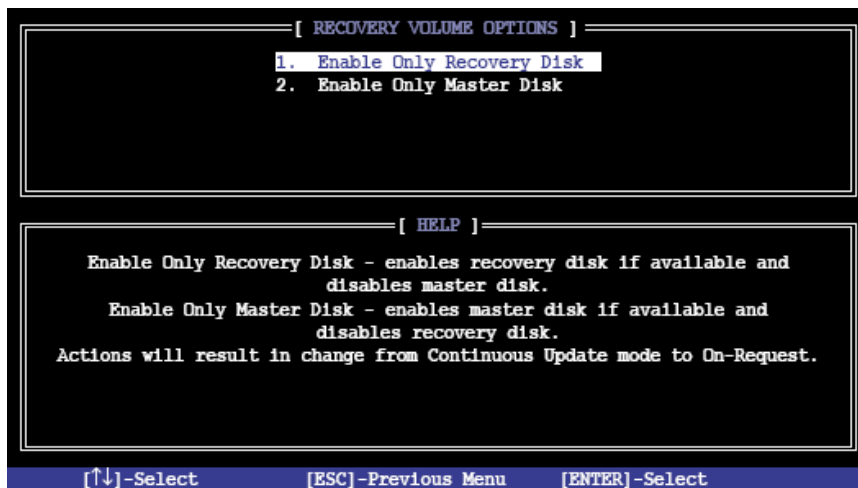 [ RECOVERY VOLUME OPTIONS ]
1. Enable Only Recovery Disk
2. Enable Only Master Disk
[ HELP ]
Enable Only Recovery Disk - enables recovery disk if available and
disables master disk.
Enable Only Master Disk - enables master disk if available and
disables recovery disk.
Actions will result in change from Continuous Update mode to On-Request.
[↑↓]-Select [ESC]-Previous Menu [ENTER]-Select